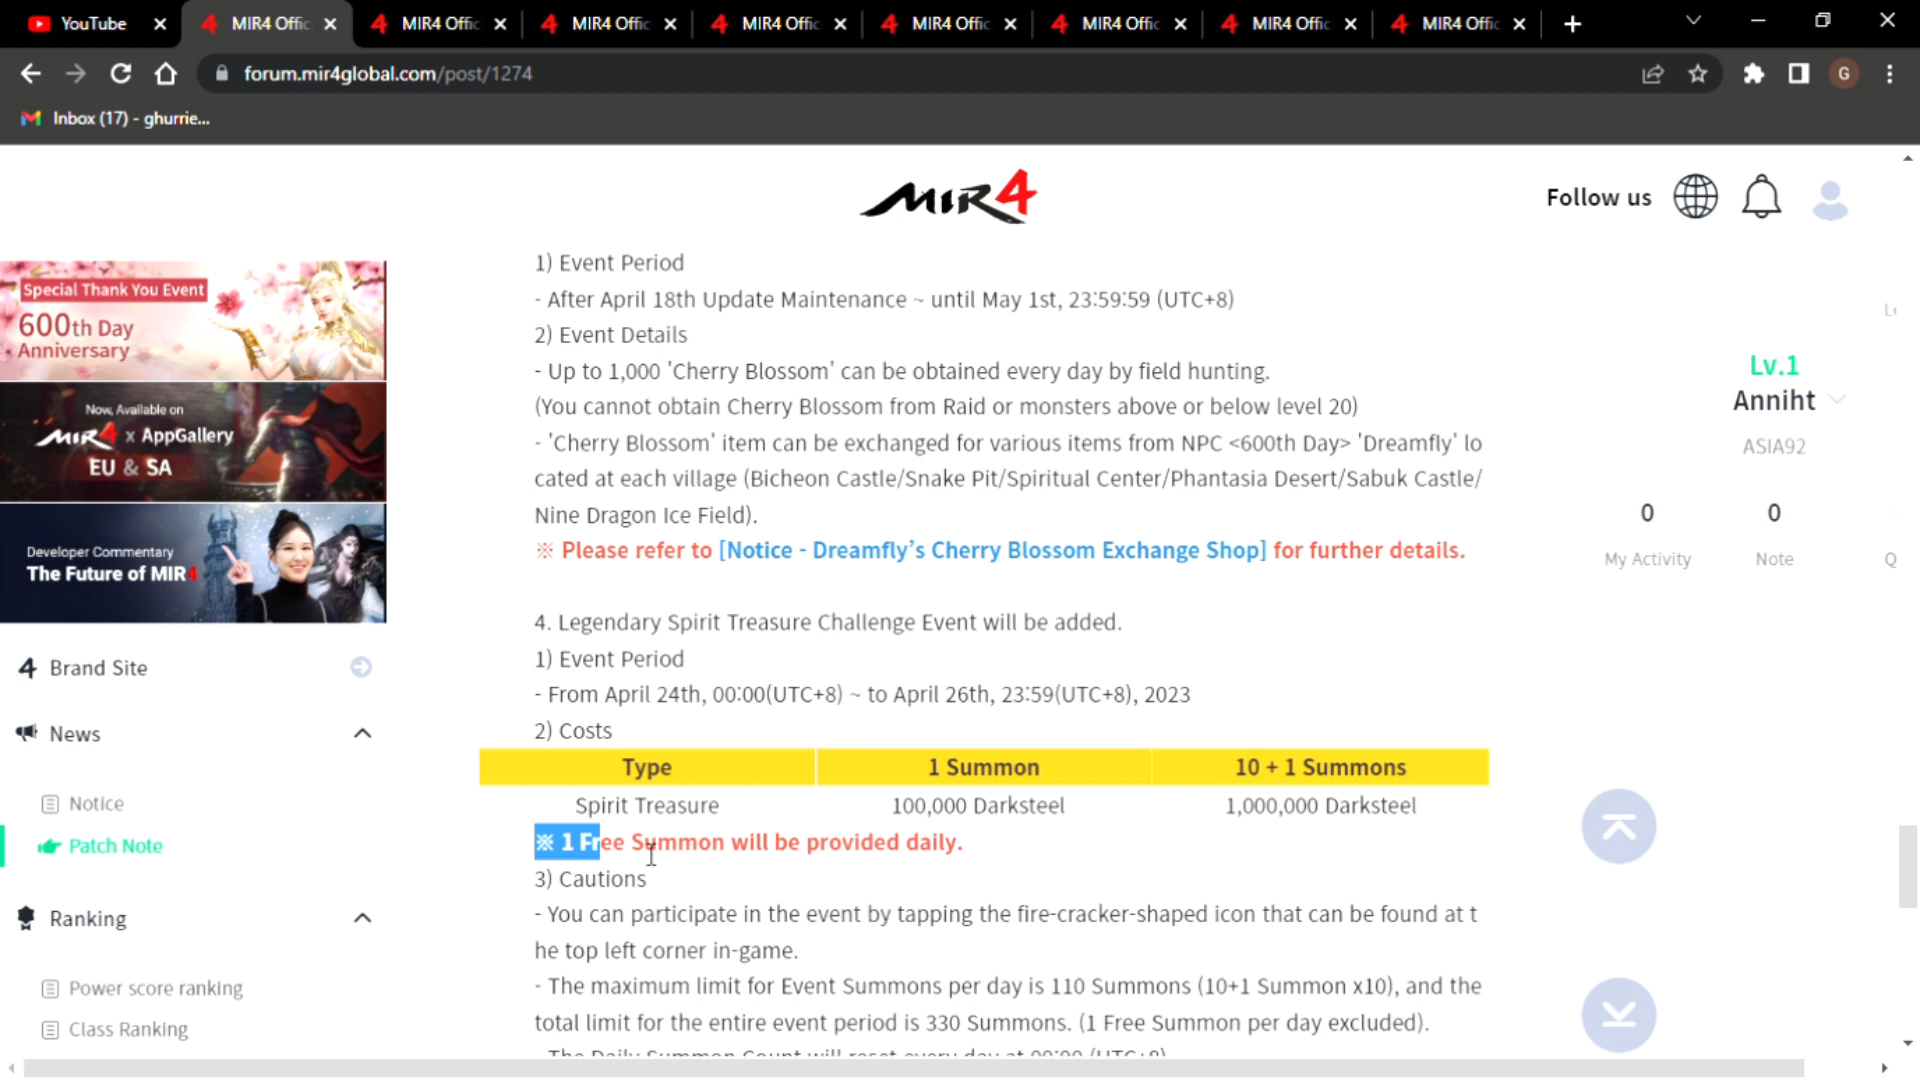 YouTube
MIR4 Offic
MIR4 Offic
MIR4 Offic
MIR4 Offic
MIR4 Offic
MIR4 Offic
MIR4 Offic
MIR4 Offic
forum.mir4global.com/post/1274
G
Inbox (17) - ghurrie...
MIR4
Follow us
Special Thank You Event
600th Day
Anniversary
Now, Available on
MIR4 x AppGallery
EU & SA
Developer Commentary
The Future of MIR4
4 Brand Site
News
Notice
Patch Note
Ranking
Power score ranking
Class Ranking
1) Event Period
- After April 18th Update Maintenance ~ until May 1st, 23:59:59 (UTC+8)
2) Event Details
- Up to 1,000 'Cherry Blossom' can be obtained every day by field hunting.
(You cannot obtain Cherry Blossom from Raid or monsters above or below level 20)
- 'Cherry Blossom' item can be exchanged for various items from NPC <600th Day> 'Dreamfly' lo
cated at each village (Bicheon Castle/Snake Pit/Spiritual Center/Phantasia Desert/Sabuk Castle/
Nine Dragon Ice Field).
※ Please refer to [Notice - Dreamfly’s Cherry Blossom Exchange Shop] for further details.
4. Legendary Spirit Treasure Challenge Event will be added.
1) Event Period
- From April 24th, 00:00(UTC+8) ~ to April 26th, 23:59(UTC+8), 2023
2) Costs
Type 1 Summon 10 + 1 Summons
Spirit Treasure 100,000 Darksteel 1,000,000 Darksteel
※ 1 Free Summon will be provided daily.
3) Cautions
- You can participate in the event by tapping the fire-cracker-shaped icon that can be found at t
he top left corner in-game.
- The maximum limit for Event Summons per day is 110 Summons (10+1 Summon x10), and the
total limit for the entire event period is 330 Summons. (1 Free Summon per day excluded).
- The Daily Summon Count will reset every day at 00:00 (UTC+8)
Lv.1
Anniht
ASIA92
0 0
My Activity Note Q